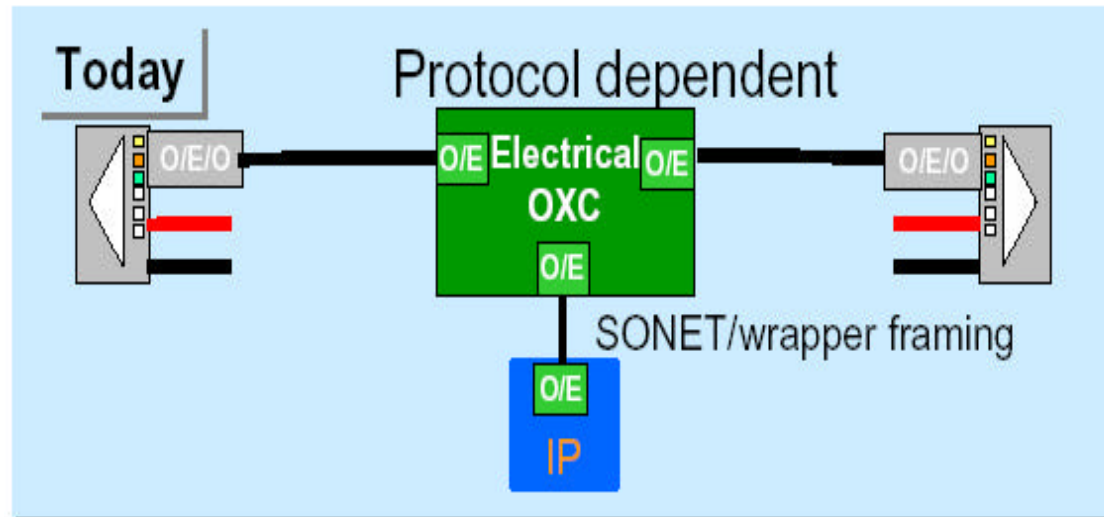 Today
Protocol dependent
O/E/O
O/E
Electrical
OXC
O/E
O/E/O
O/E
SONET/wrapper framing
O/E
IP